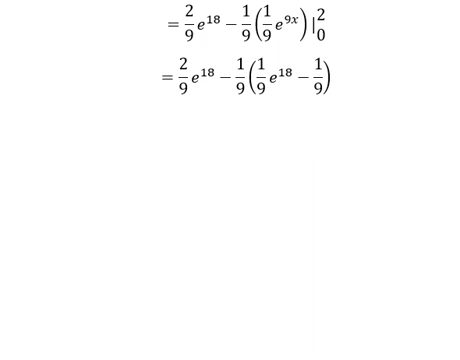 = 2/9 e^18 − 1/9 (1/9 e^9x) |_0^2
= 2/9 e^18 − 1/9 (1/9 e^18 − 1/9)